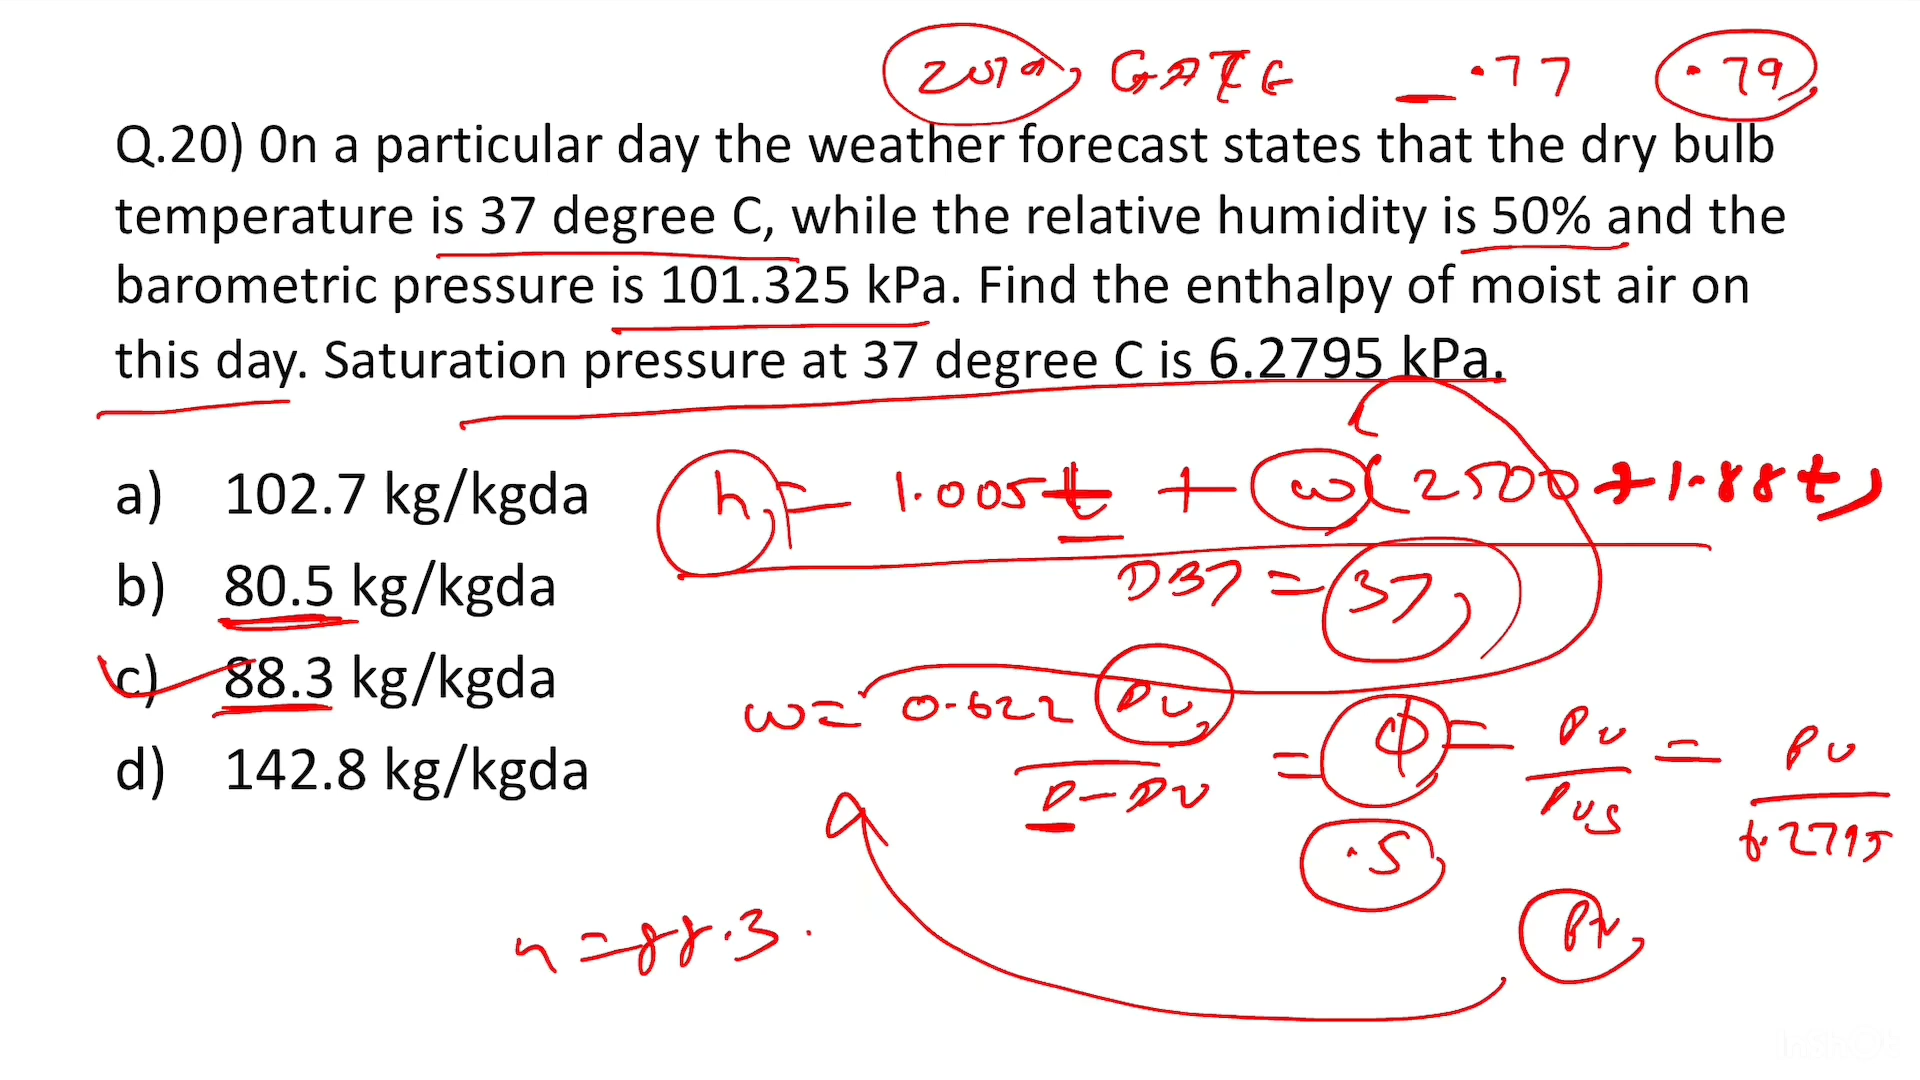 GATE .77 .79
Q.20) 0n a particular day the weather forecast states that the dry bulb
temperature is 37 degree C, while the relative humidity is 50% and the
barometric pressure is 101.325 kPa. Find the enthalpy of moist air on
this day. Saturation pressure at 37 degree C is 6.2795 kPa.
a) 102.7 kg/kgda
h = 1.005t + w(2500+1.88t)
b) 80.5 kg/kgda
DBT = 37
c) 88.3 kg/kgda
w = 0.622 Pv / P-Pv = φ = Pv / Pvs = Pv / 6.2795
d) 142.8 kg/kgda
.5
Pv
h = 88.3